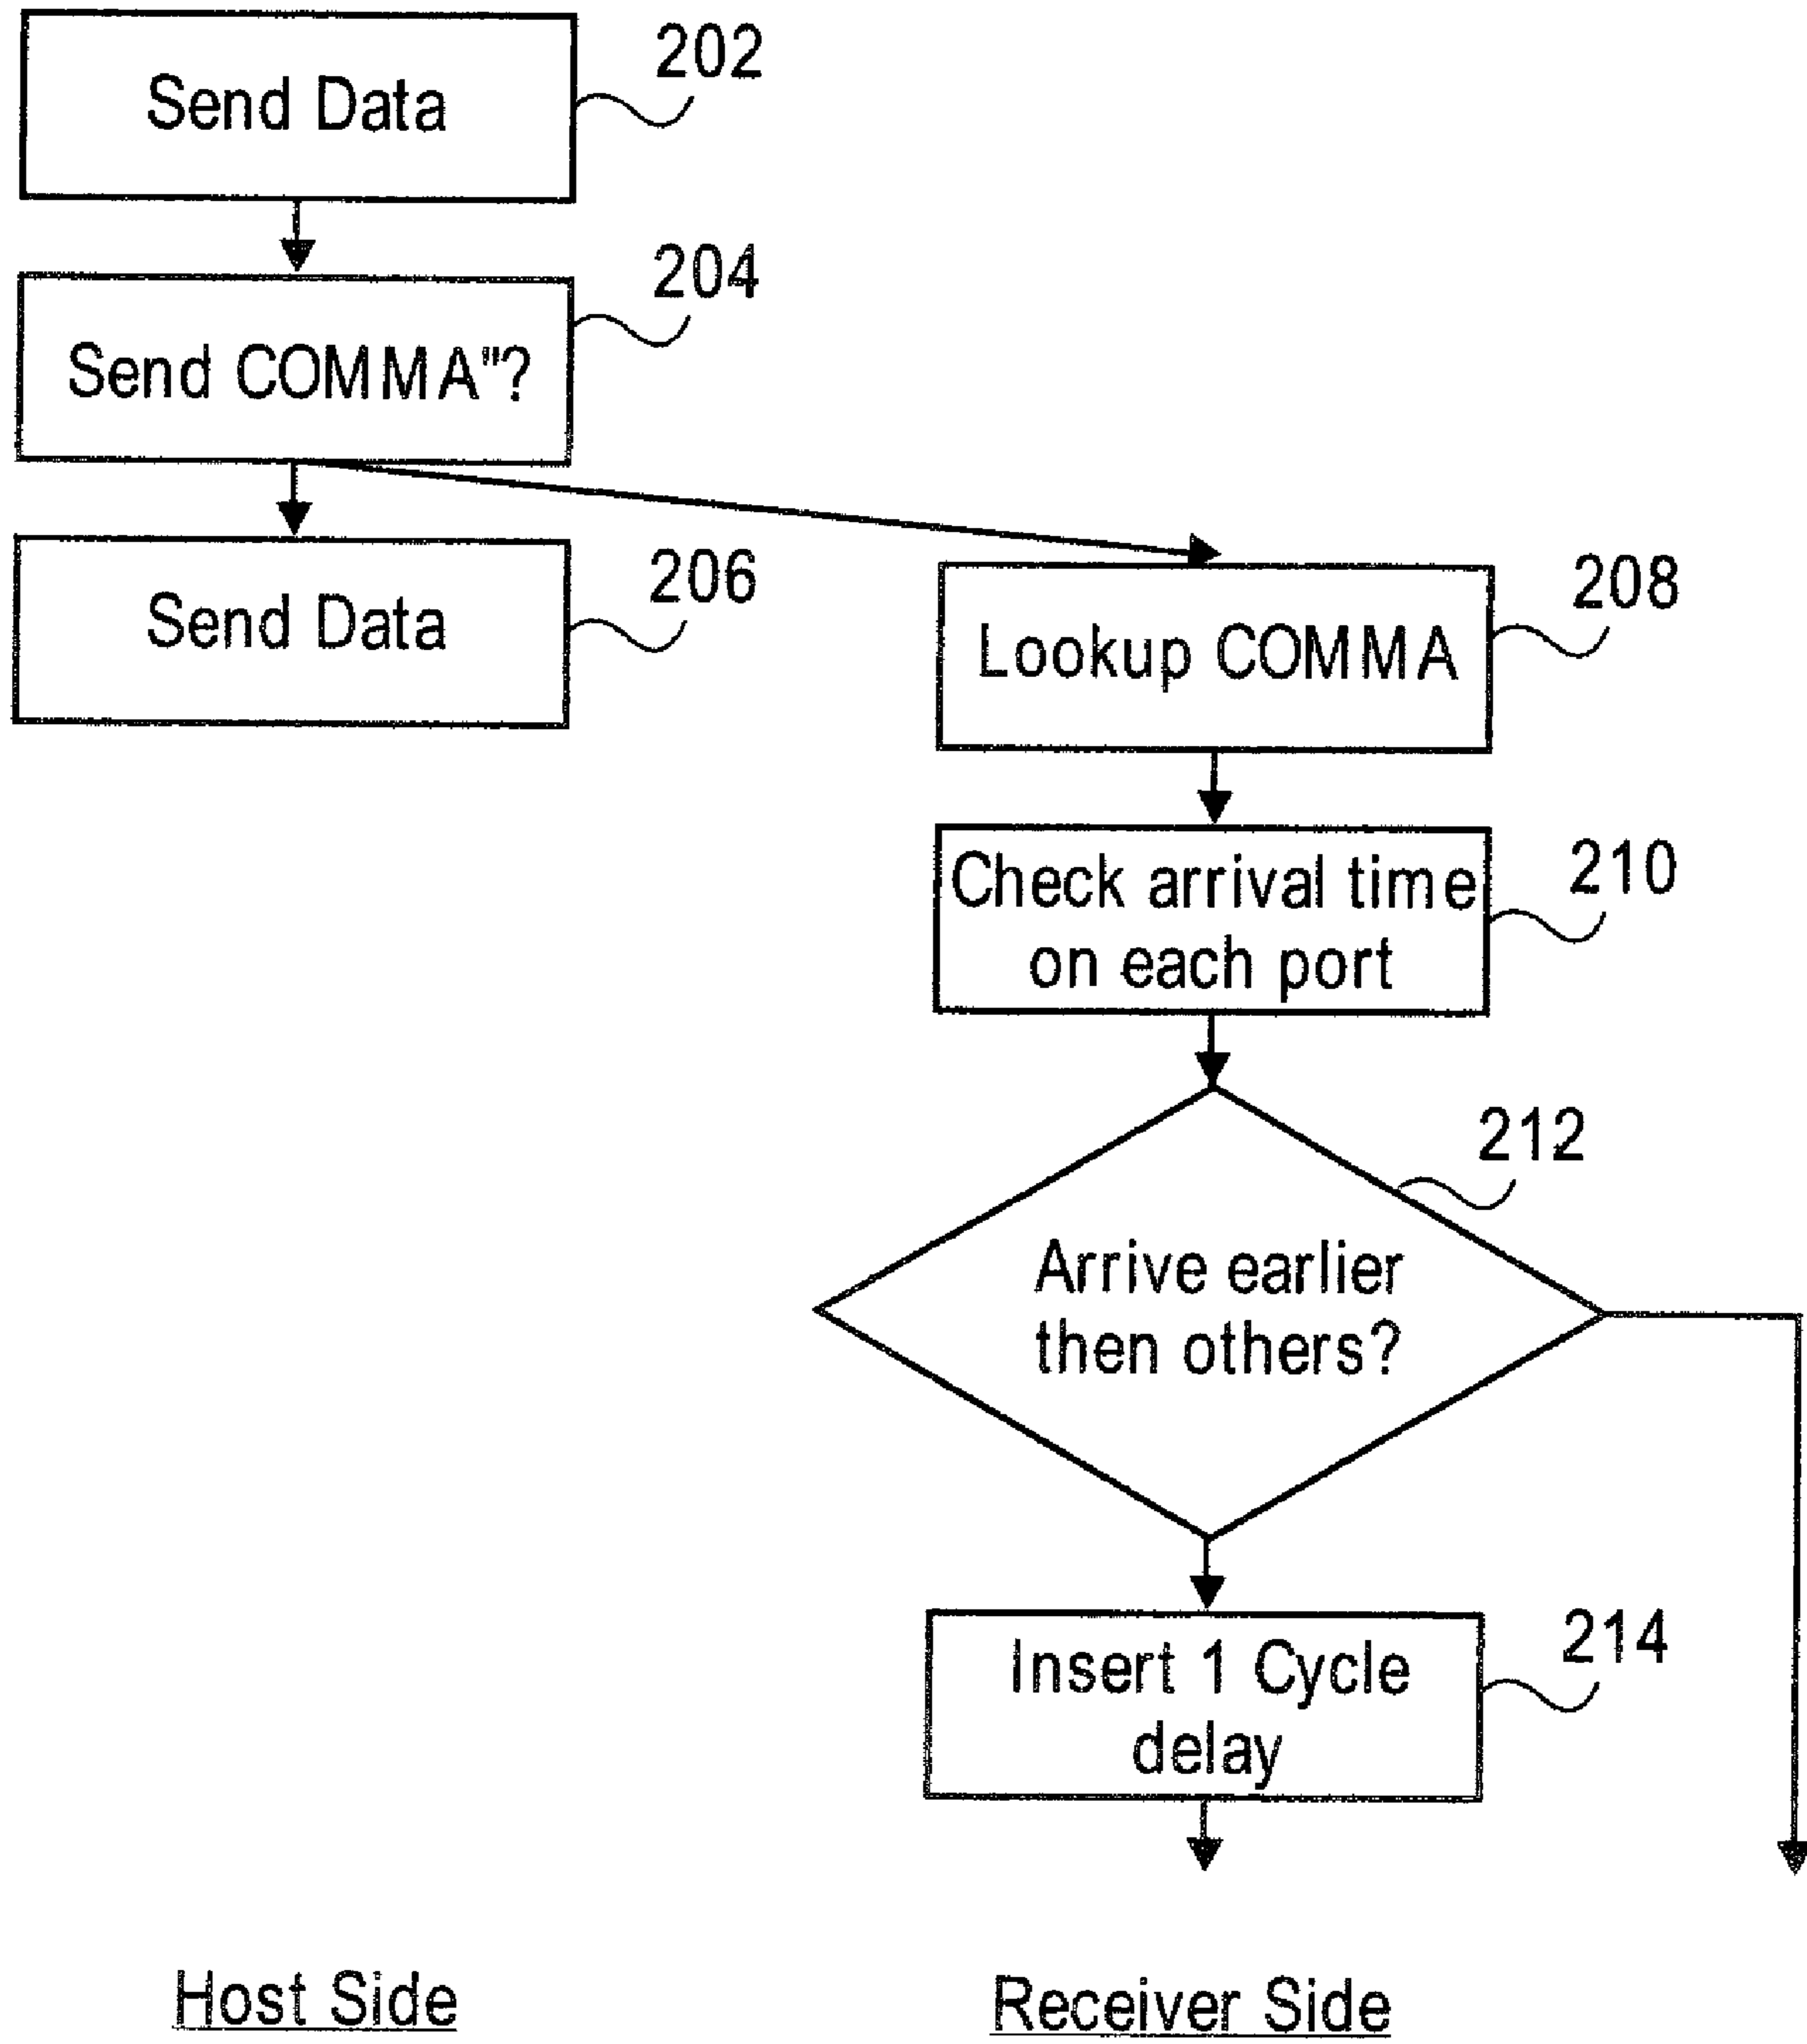 Send Data
202
Send COMMA"?
204
Send Data
206
Lookup COMMA
208
Check arrival time
on each port
210
Arrive earlier
then others?
212
Insert 1 Cycle
delay
214
Host Side
Receiver Side